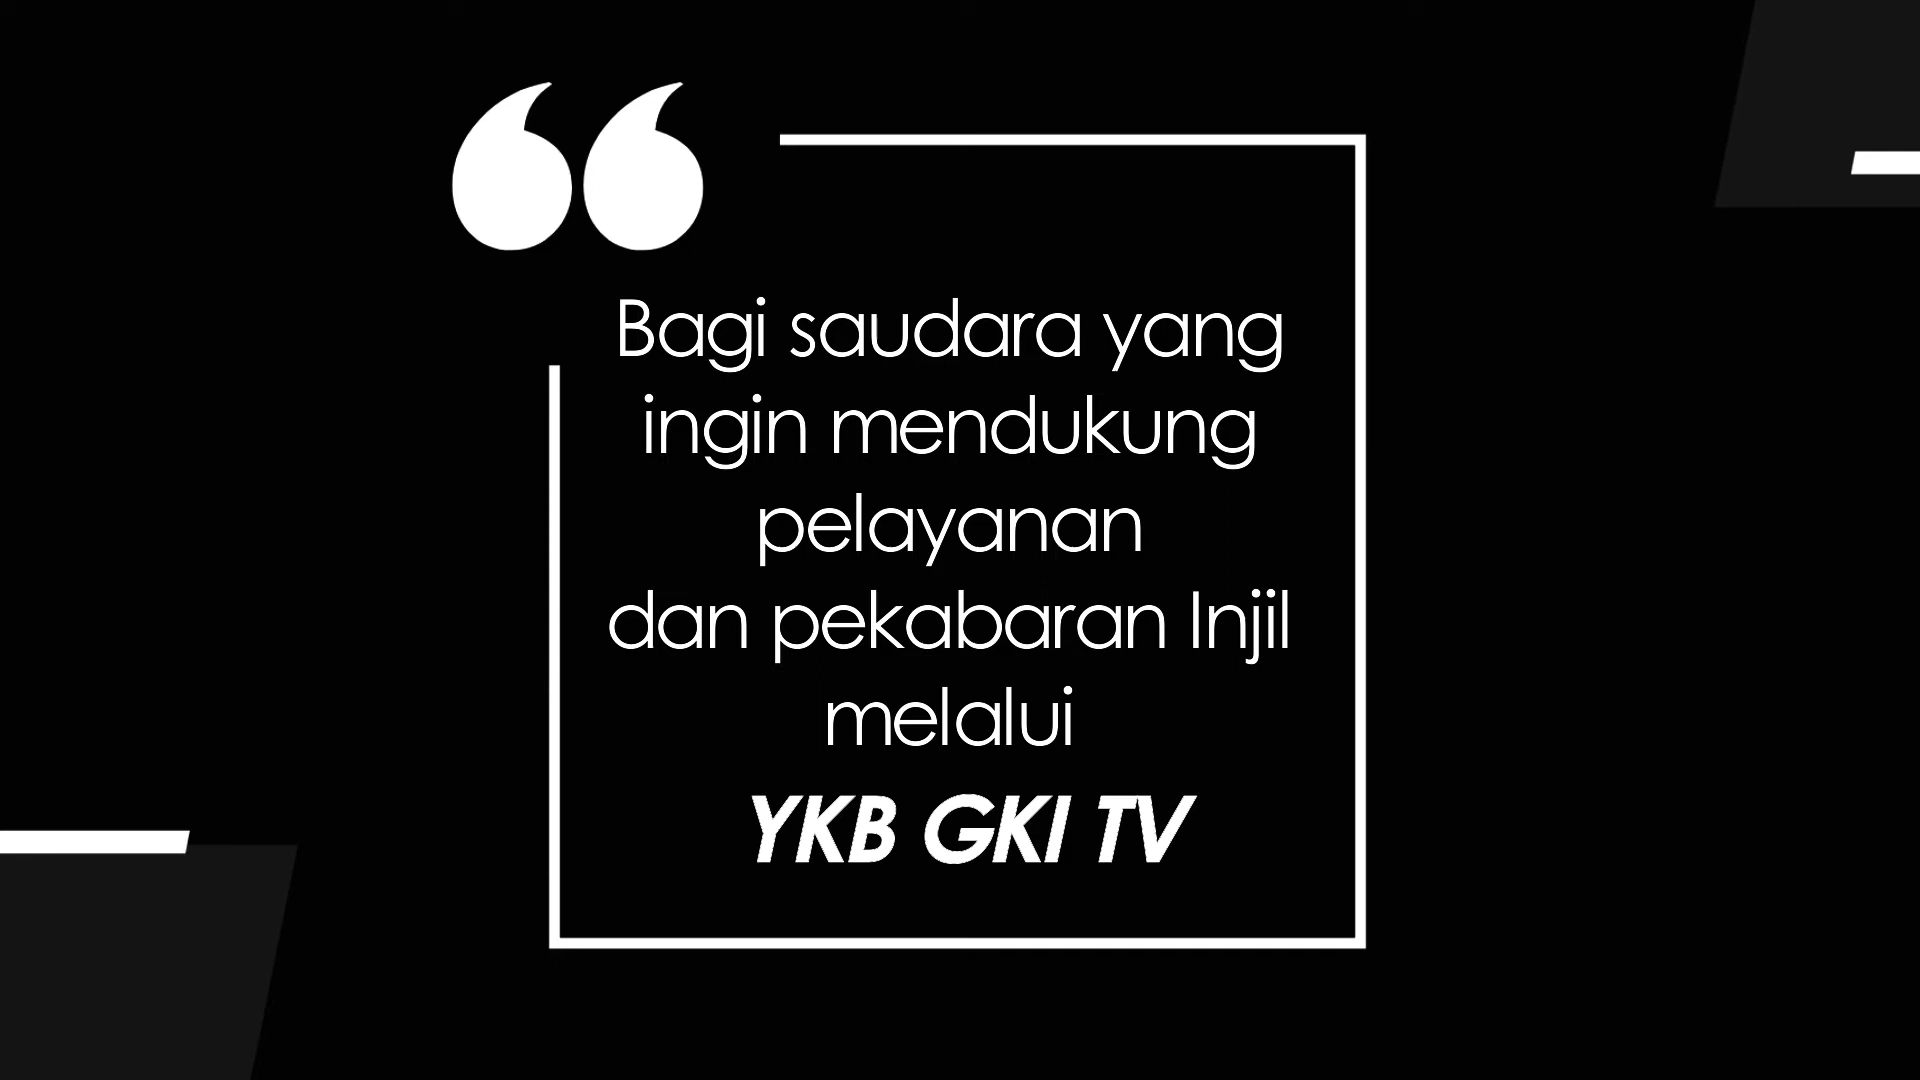 Bagi saudara yang
ingin mendukung
pelayanan
dan pekabaran Injil
melalui
YKB GKI TV